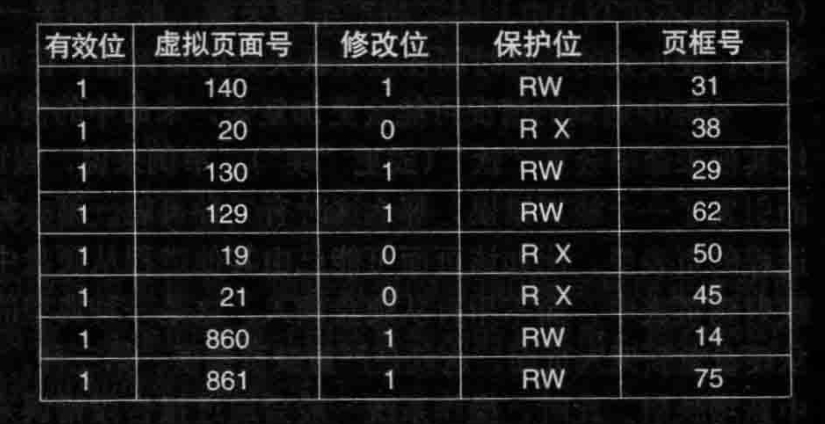 有效位 虚拟页面号 修改位 保护位 页框号
1 140 1 RW 31
1 20 0 R X 38
1 130 1 RW 29
1 129 1 RW 62
1 19 0 R X 50
1 21 0 R X 45
1 860 1 RW 14
1 861 1 RW 75